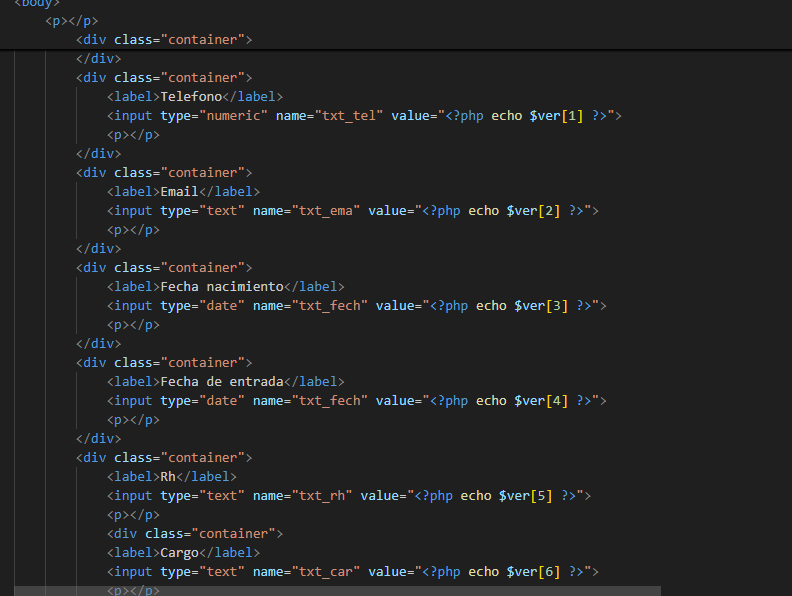 <body>
<p></p>
<div class="container">
</div>
<div class="container">
<label>Telefono</label>
<input type="numeric" name="txt_tel" value="<?php echo $ver[1] ?>">
<p></p>
</div>
<div class="container">
<label>Email</label>
<input type="text" name="txt_ema" value="<?php echo $ver[2] ?>">
<p></p>
</div>
<div class="container">
<label>Fecha nacimiento</label>
<input type="date" name="txt_fech" value="<?php echo $ver[3] ?>">
<p></p>
</div>
<div class="container">
<label>Fecha de entrada</label>
<input type="date" name="txt_fech" value="<?php echo $ver[4] ?>">
<p></p>
</div>
<div class="container">
<label>Rh</label>
<input type="text" name="txt_rh" value="<?php echo $ver[5] ?>">
<p></p>
<div class="container">
<label>Cargo</label>
<input type="text" name="txt_car" value="<?php echo $ver[6] ?>">
<p></p>